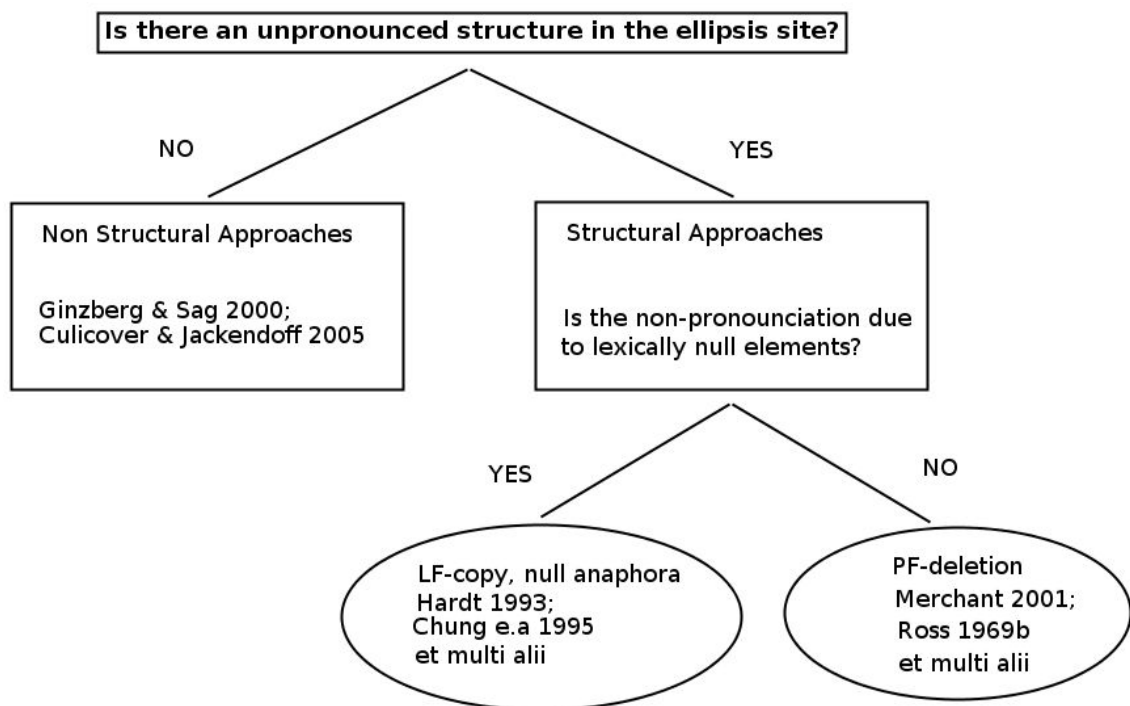 Is there an unpronounced structure in the ellipsis site?
NO
YES
Non Structural Approaches
Ginzberg & Sag 2000;
Culicover & Jackendoff 2005
Structural Approaches
Is the non-pronounciation due
to lexically null elements?
YES
NO
LF-copy, null anaphora
Hardt 1993;
Chung e.a 1995
et multi alii
PF-deletion
Merchant 2001;
Ross 1969b
et multi alii